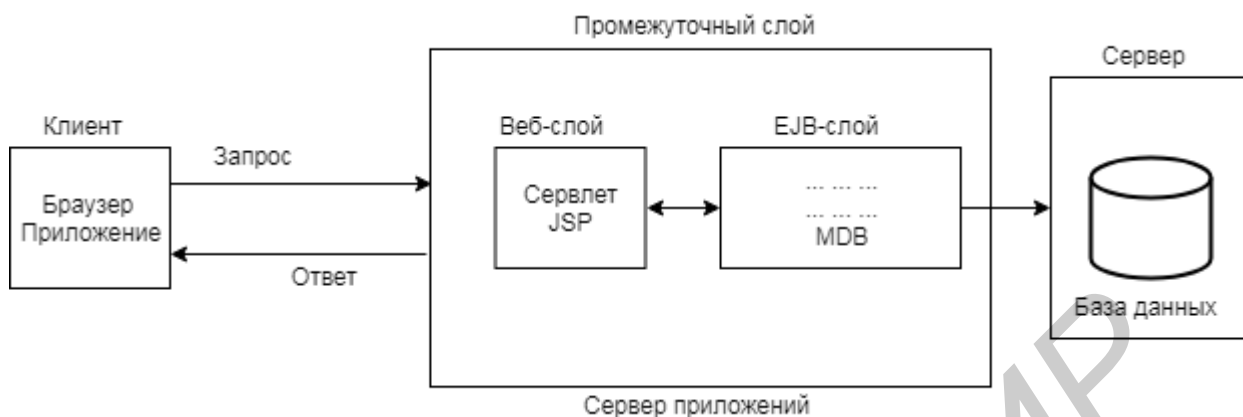 Промежуточный слой
Сервер
Клиент
Запрос
Веб-слой
EJB-слой
Браузер
Приложение
Сервлет
JSP
... ... ...
... ... ...
MDB
Ответ
База данных
Сервер приложений
МР